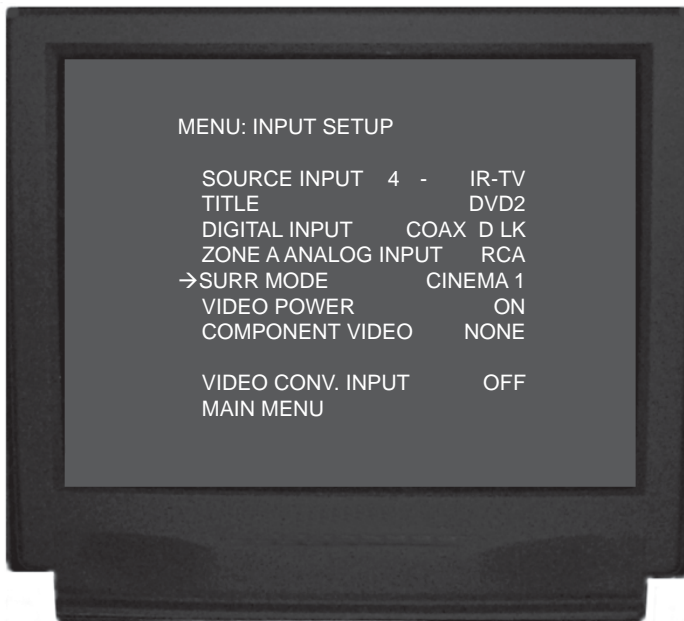 MENU: INPUT SETUP
SOURCE INPUT 4 - IR-TV
TITLE DVD2
DIGITAL INPUT COAX D LK
ZONE A ANALOG INPUT RCA
→SURR MODE CINEMA 1
VIDEO POWER ON
COMPONENT VIDEO NONE
VIDEO CONV. INPUT OFF
MAIN MENU